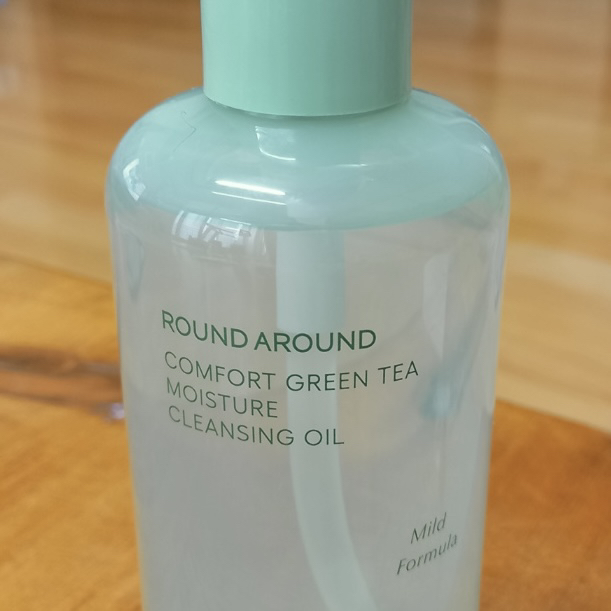 ROUND AROUND
COMFORT GREEN TEA
MOISTURE
CLEANSING OIL
Mild
Formula